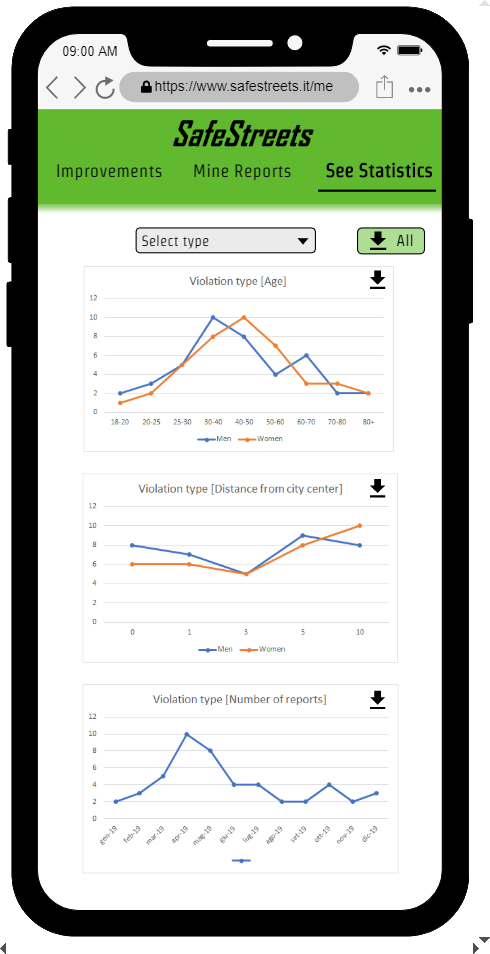 09:00 AM
https://www.safestreets.it/me
SafeStreets
Improvements Mine Reports See Statistics
Select type All
Violation type [Age]
12
10
8
6
4
2
0
18-20 20-25 25-30 30-40 40-50 50-60 60-70 70-80 80+
Men Women
Violation type [Distance from city center]
12
10
8
6
4
2
0
0 1 3 5 10
Men Women
Violation type [Number of reports]
12
10
8
6
4
2
0
gen-19 feb-19 mar-19 apr-19 mag-19 giu-19 lug-19 ago-19 set-19 ott-19 nov-19 dic-19